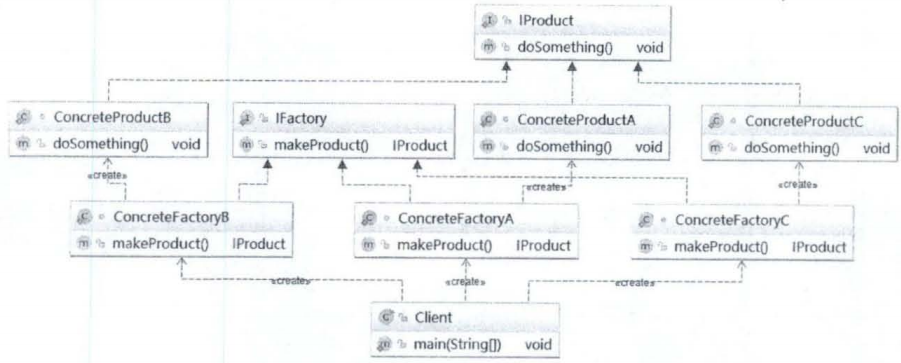 IProduct
doSomething() void
ConcreteProductB
doSomething() void
IFactory
makeProduct() IProduct
ConcreteProductA
doSomething() void
ConcreteProductC
doSomething() void
«create»
«create»
«create»
ConcreteFactoryB
makeProduct() IProduct
ConcreteFactoryA
makeProduct() IProduct
ConcreteFactoryC
makeProduct() IProduct
«create»
«create»
«create»
Client
main(String[]) void